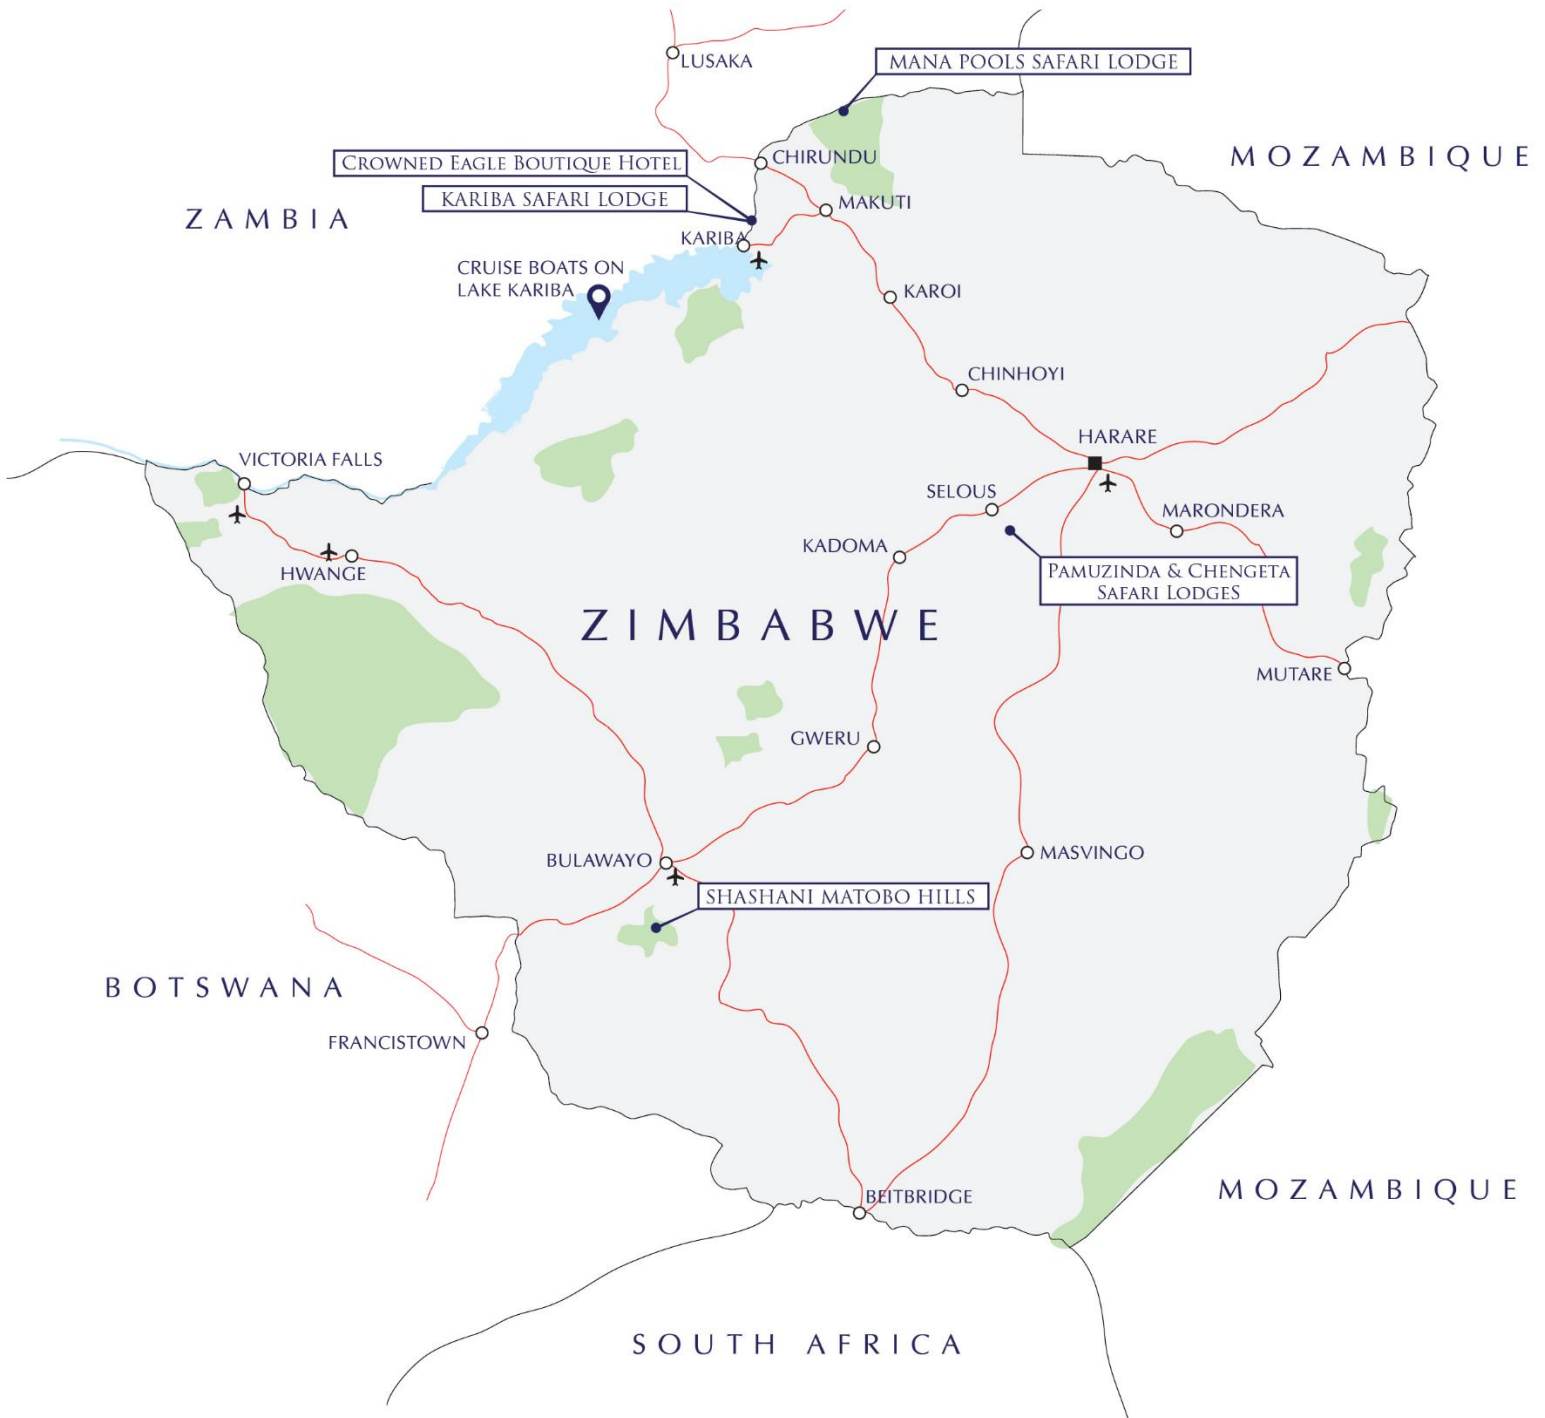 LUSAKA
MANA POOLS SAFARI LODGE
MOZAMBIQUE
CHIRUNDU
CROWNED EAGLE BOUTIQUE HOTEL
KARIBA SAFARI LODGE
MAKUTI
ZAMBIA
KARIBA
CRUISE BOATS ON
LAKE KARIBA
KAROI
CHINHOYI
HARARE
VICTORIA FALLS
SELOUS
MARONDERA
KADOMA
HWANGE
PAMUZINDA & CHENGETA
SAFARI LODGES
ZIMBABWE
MUTARE
GWERU
BULAWAYO
MASVINGO
SHASHANI MATOBO HILLS
BOTSWANA
FRANCISTOWN
MOZAMBIQUE
BEITBRIDGE
SOUTH AFRICA